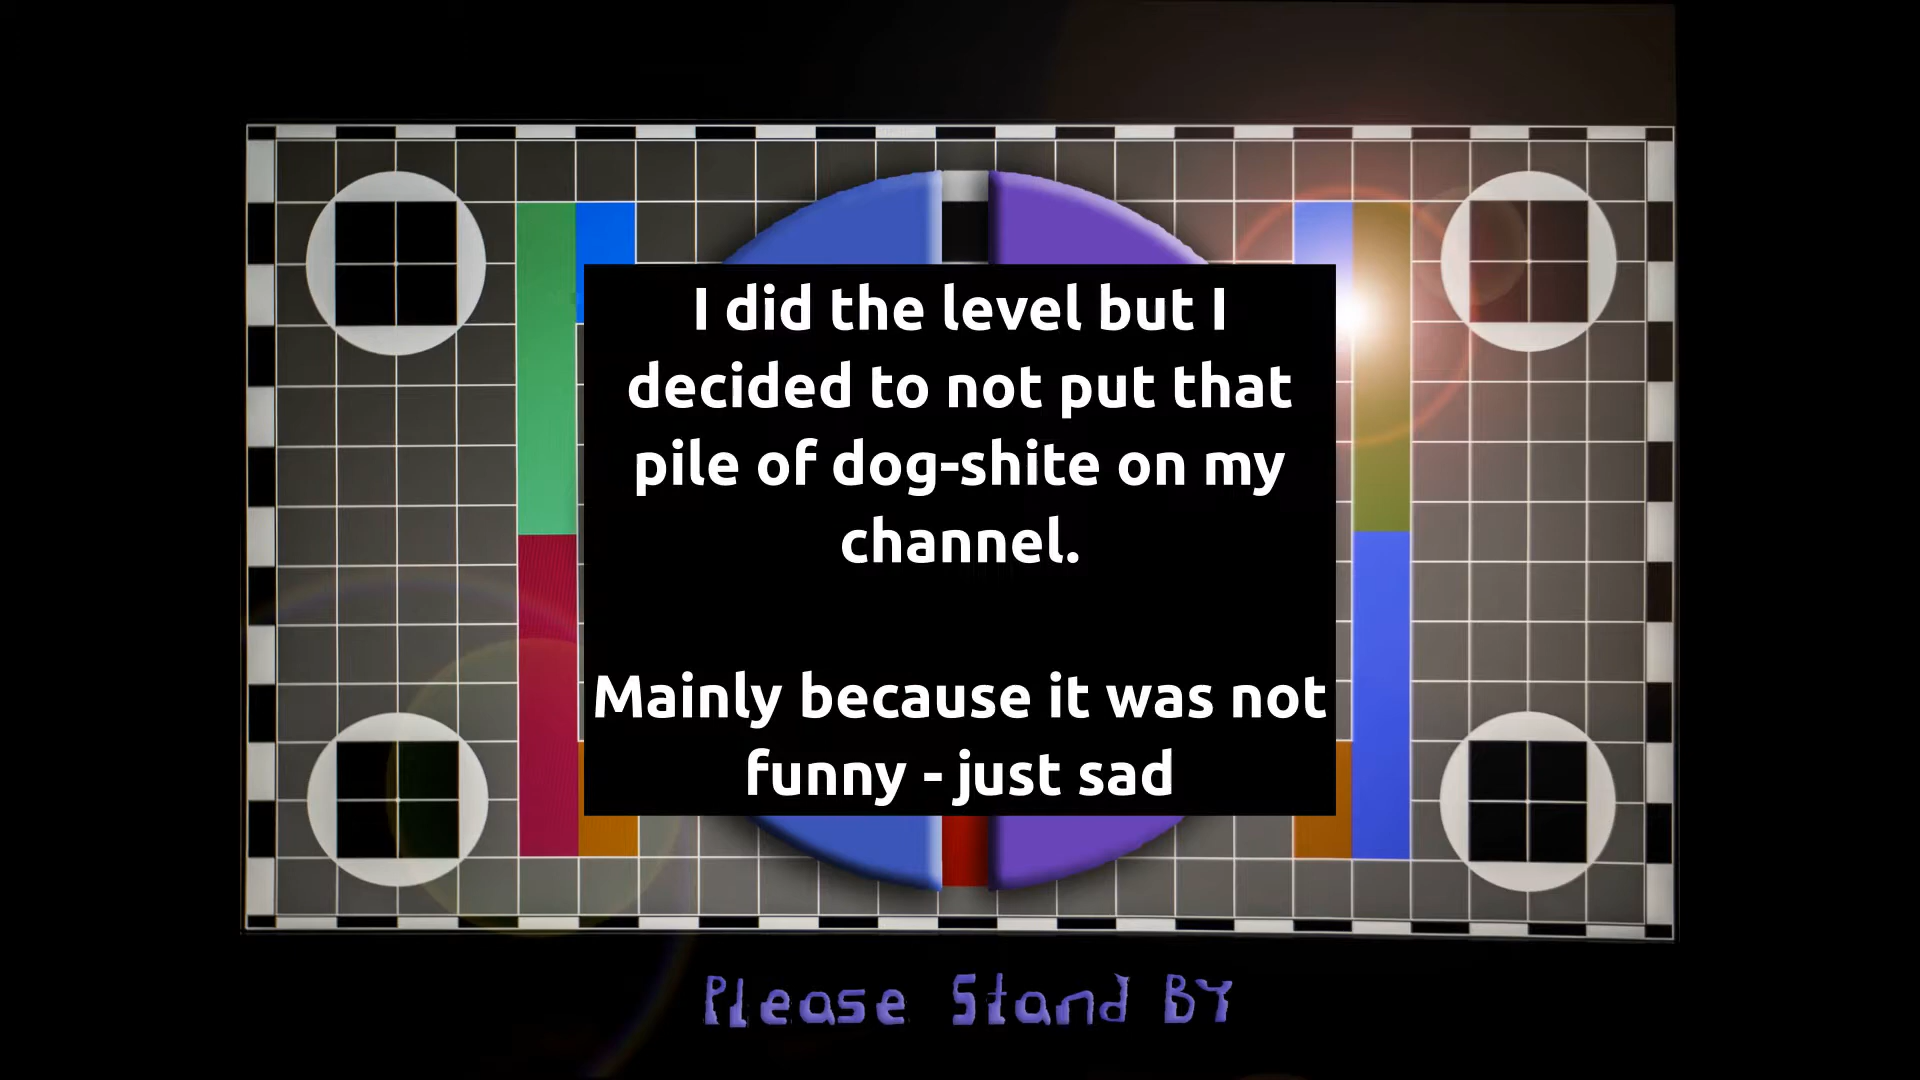 I did the level but I
decided to not put that
pile of dog-shite on my
channel.
Mainly because it was not
funny - just sad
Please Stand BY